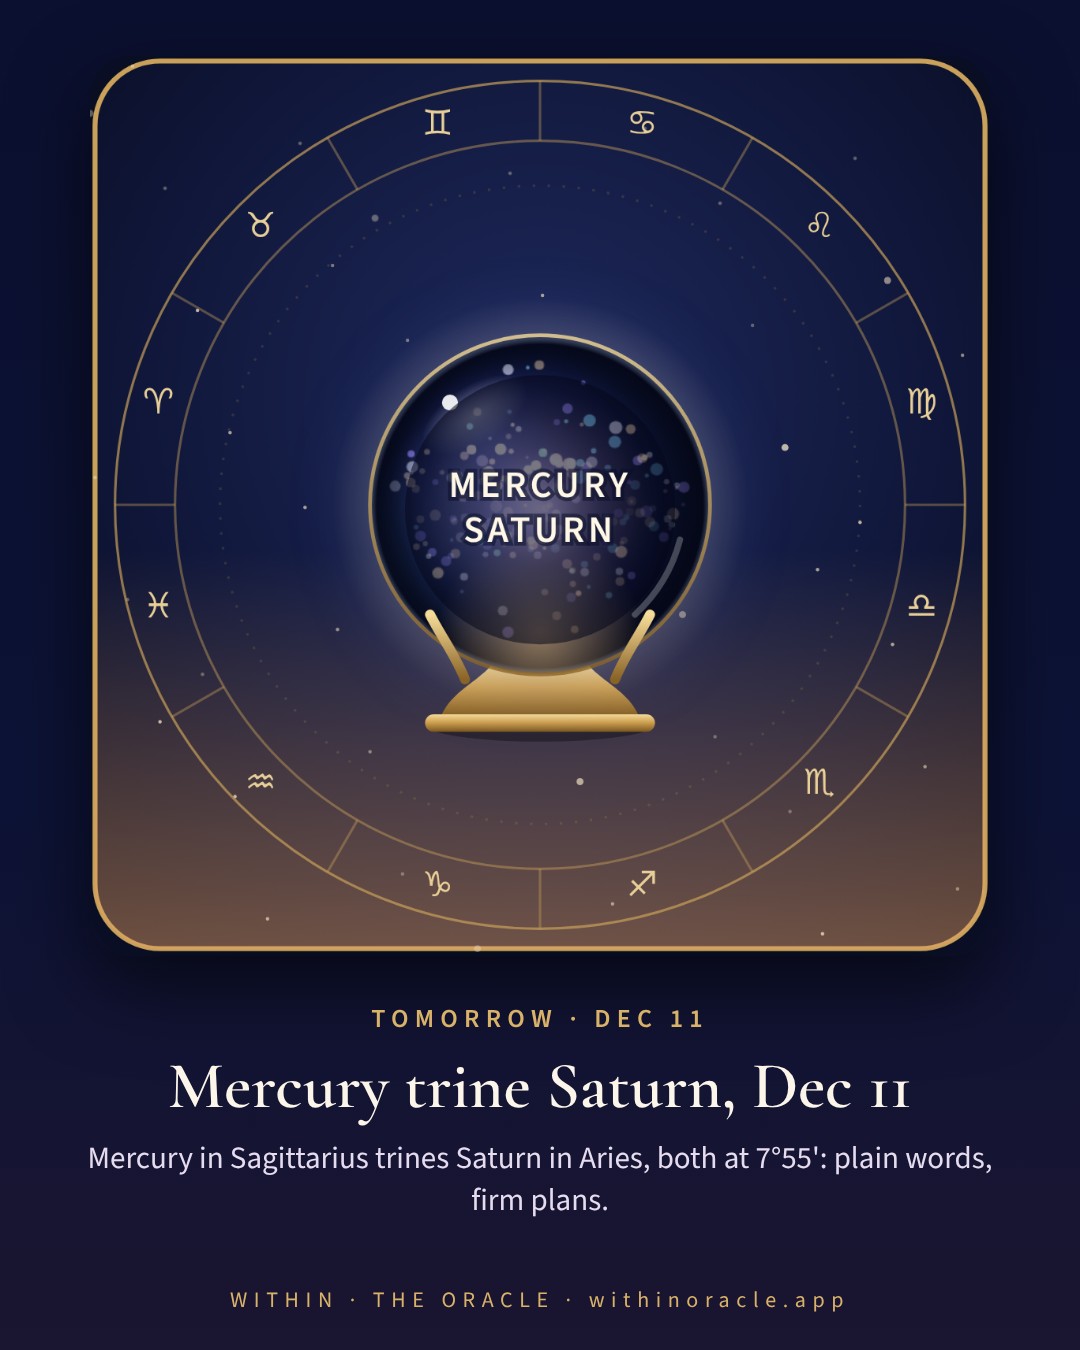 ♊ ♋
♉ ♌
♈ ♍
MERCURY
SATURN
♓ ♎
♒ ♏
♑ ♐
TOMORROW · DEC 11
Mercury trine Saturn, Dec 11
Mercury in Sagittarius trines Saturn in Aries, both at 7°55': plain words,
firm plans.
WITHIN · THE ORACLE · withinoracle.app